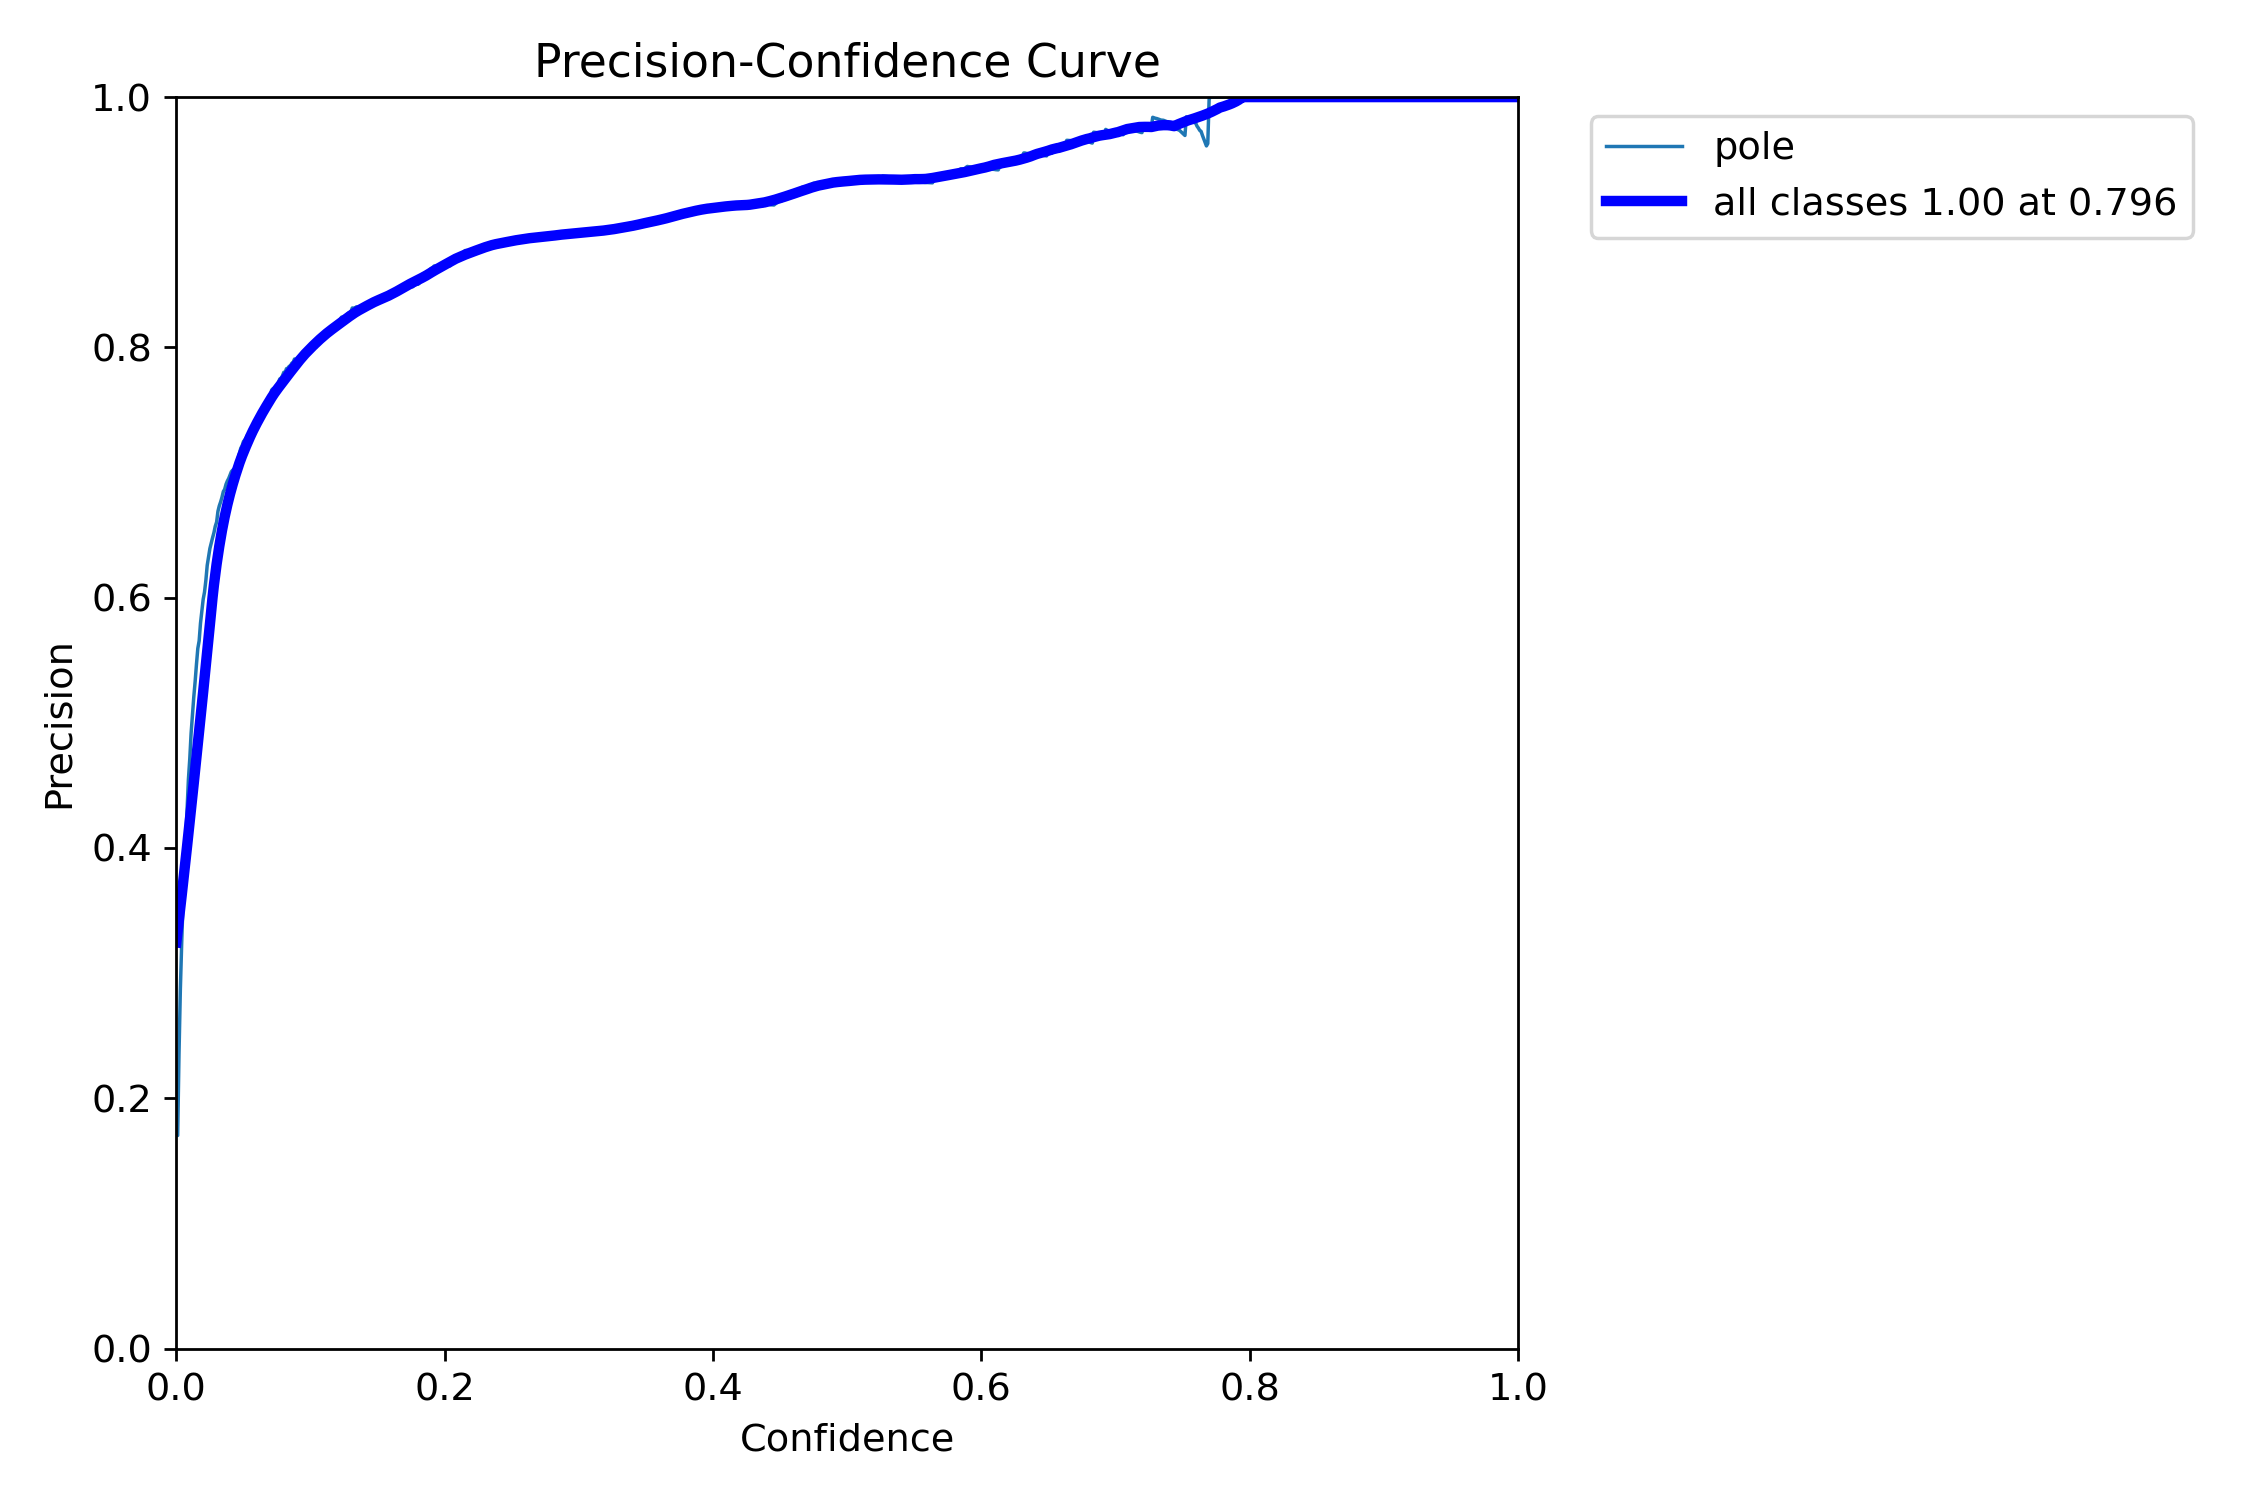 Precision-Confidence Curve
1.0
0.8
0.6
0.4
0.2
0.0
Precision
0.0 0.2 0.4 0.6 0.8 1.0
Confidence
pole
all classes 1.00 at 0.796